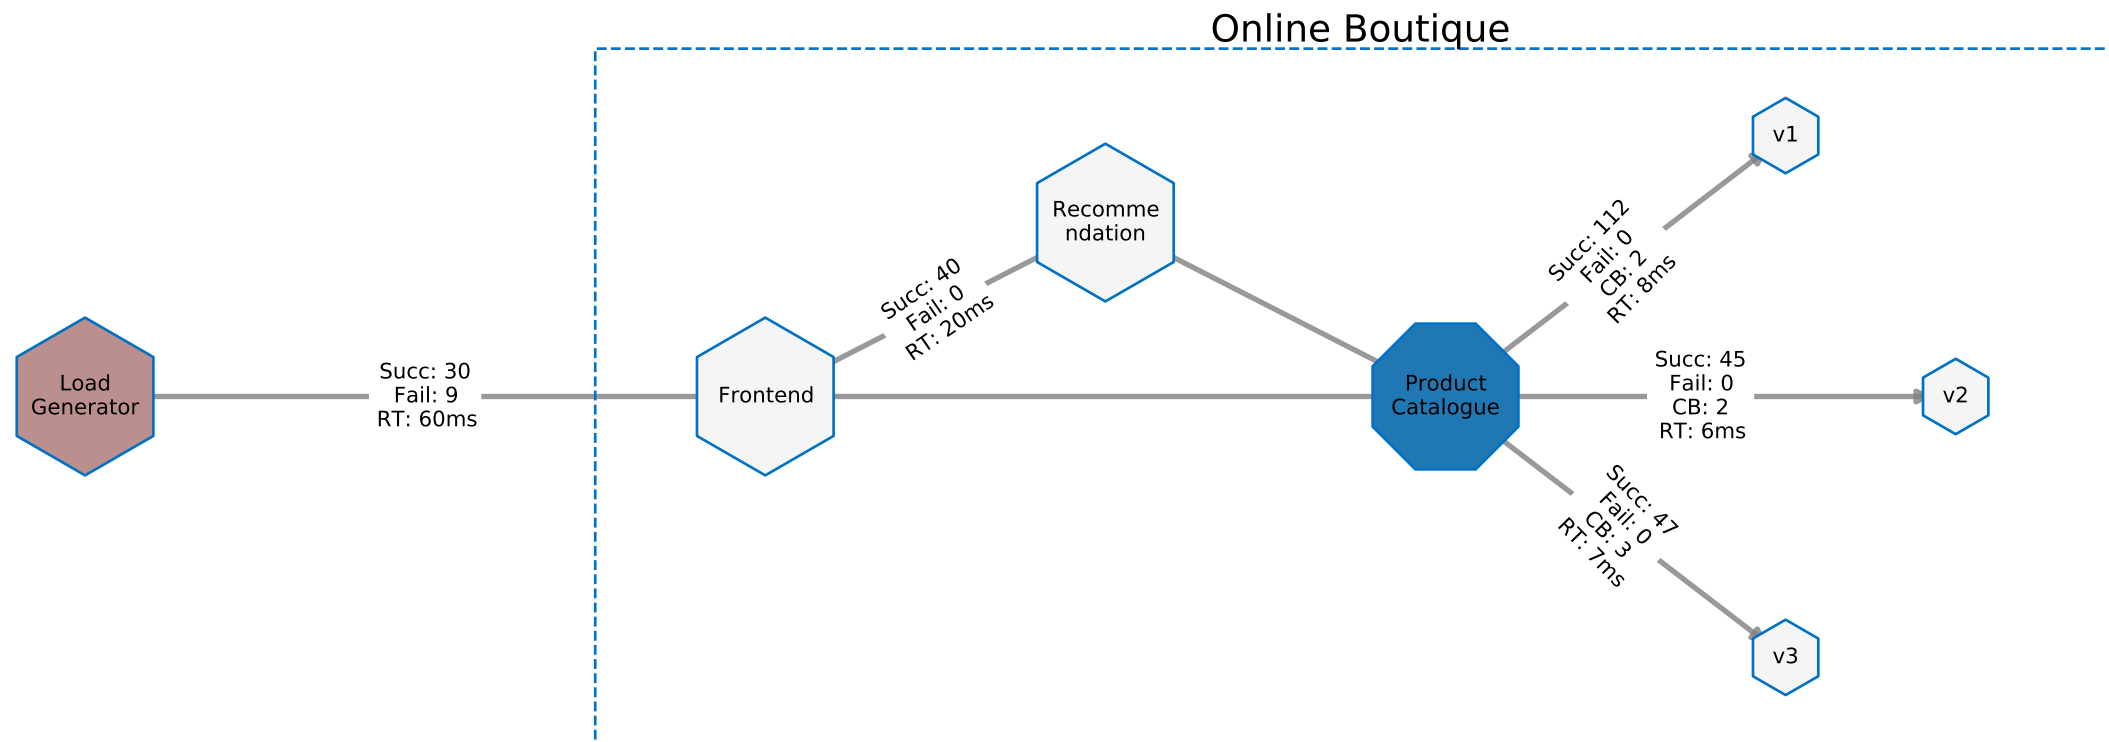 Online Boutique
Load
Generator
Succ: 30
Fail: 9
RT: 60ms
Frontend
Succ: 40
Fail: 0
RT: 20ms
Recomme
ndation
Product
Catalogue
Succ: 112
Fail: 0
CB: 2
RT: 8ms
v1
Succ: 45
Fail: 0
CB: 2
RT: 6ms
v2
Succ: 47
Fail: 0
CB: 3
RT: 7ms
v3